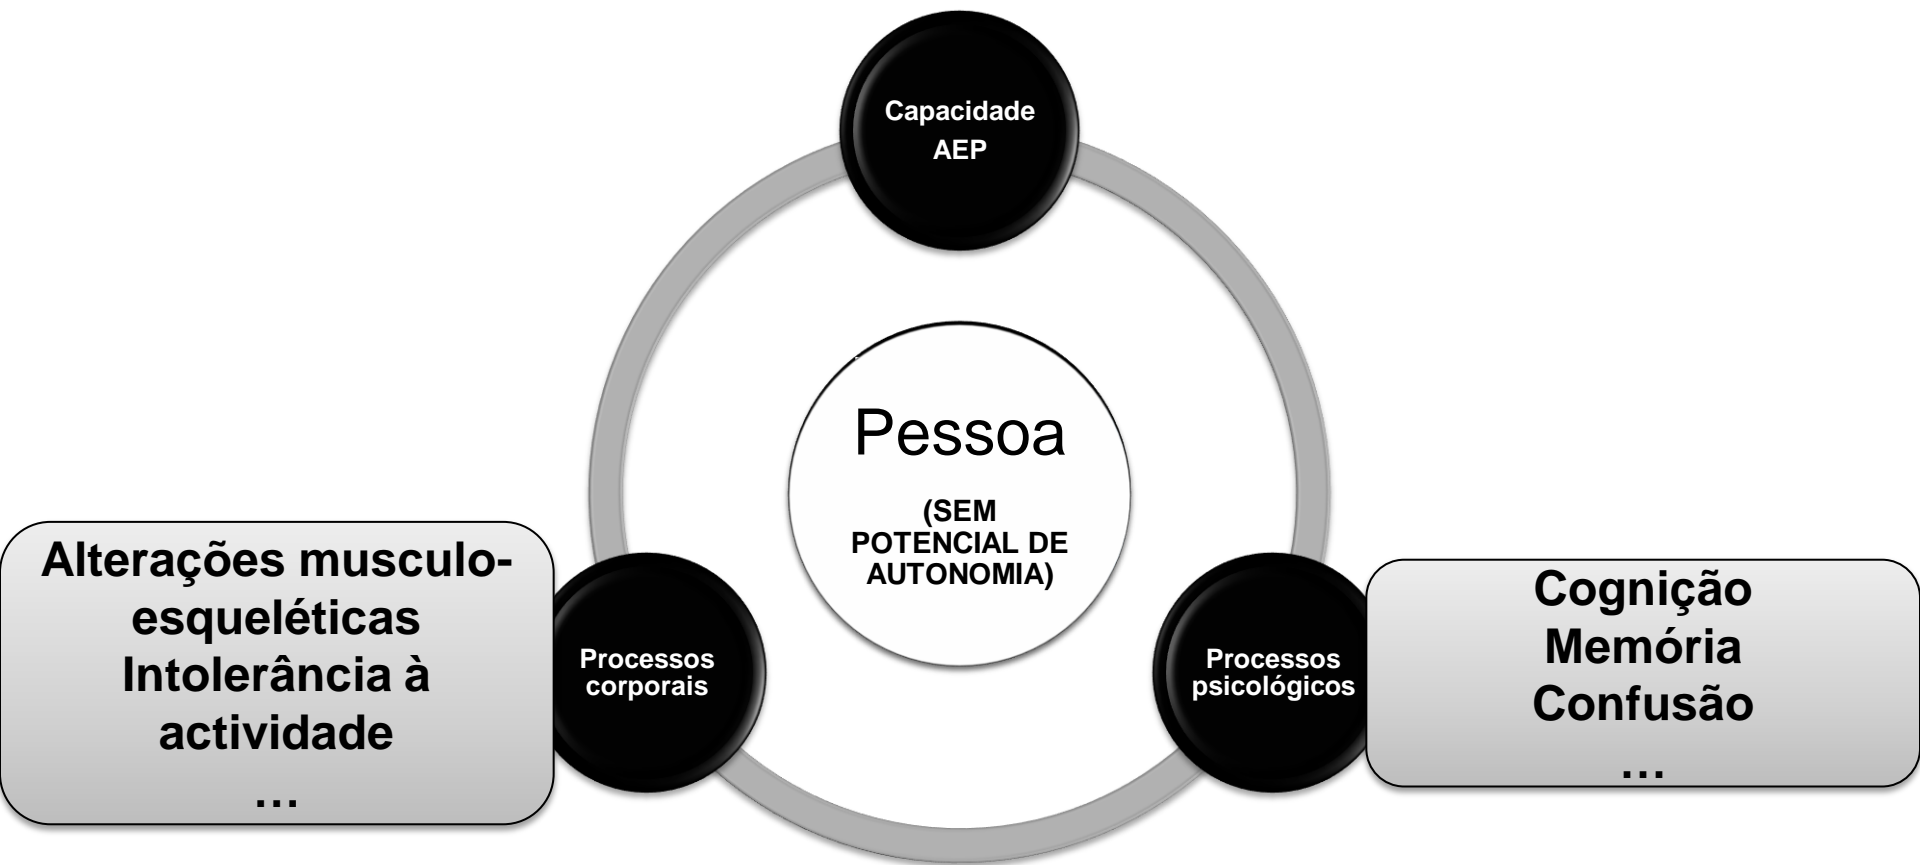 Capacidade
AEP
Pessoa
(SEM
POTENCIAL DE
AUTONOMIA)
Alterações musculo-
esqueléticas
Intolerância à
actividade
...
Processos
corporais
Processos
psicológicos
Cognição
Memória
Confusão
...